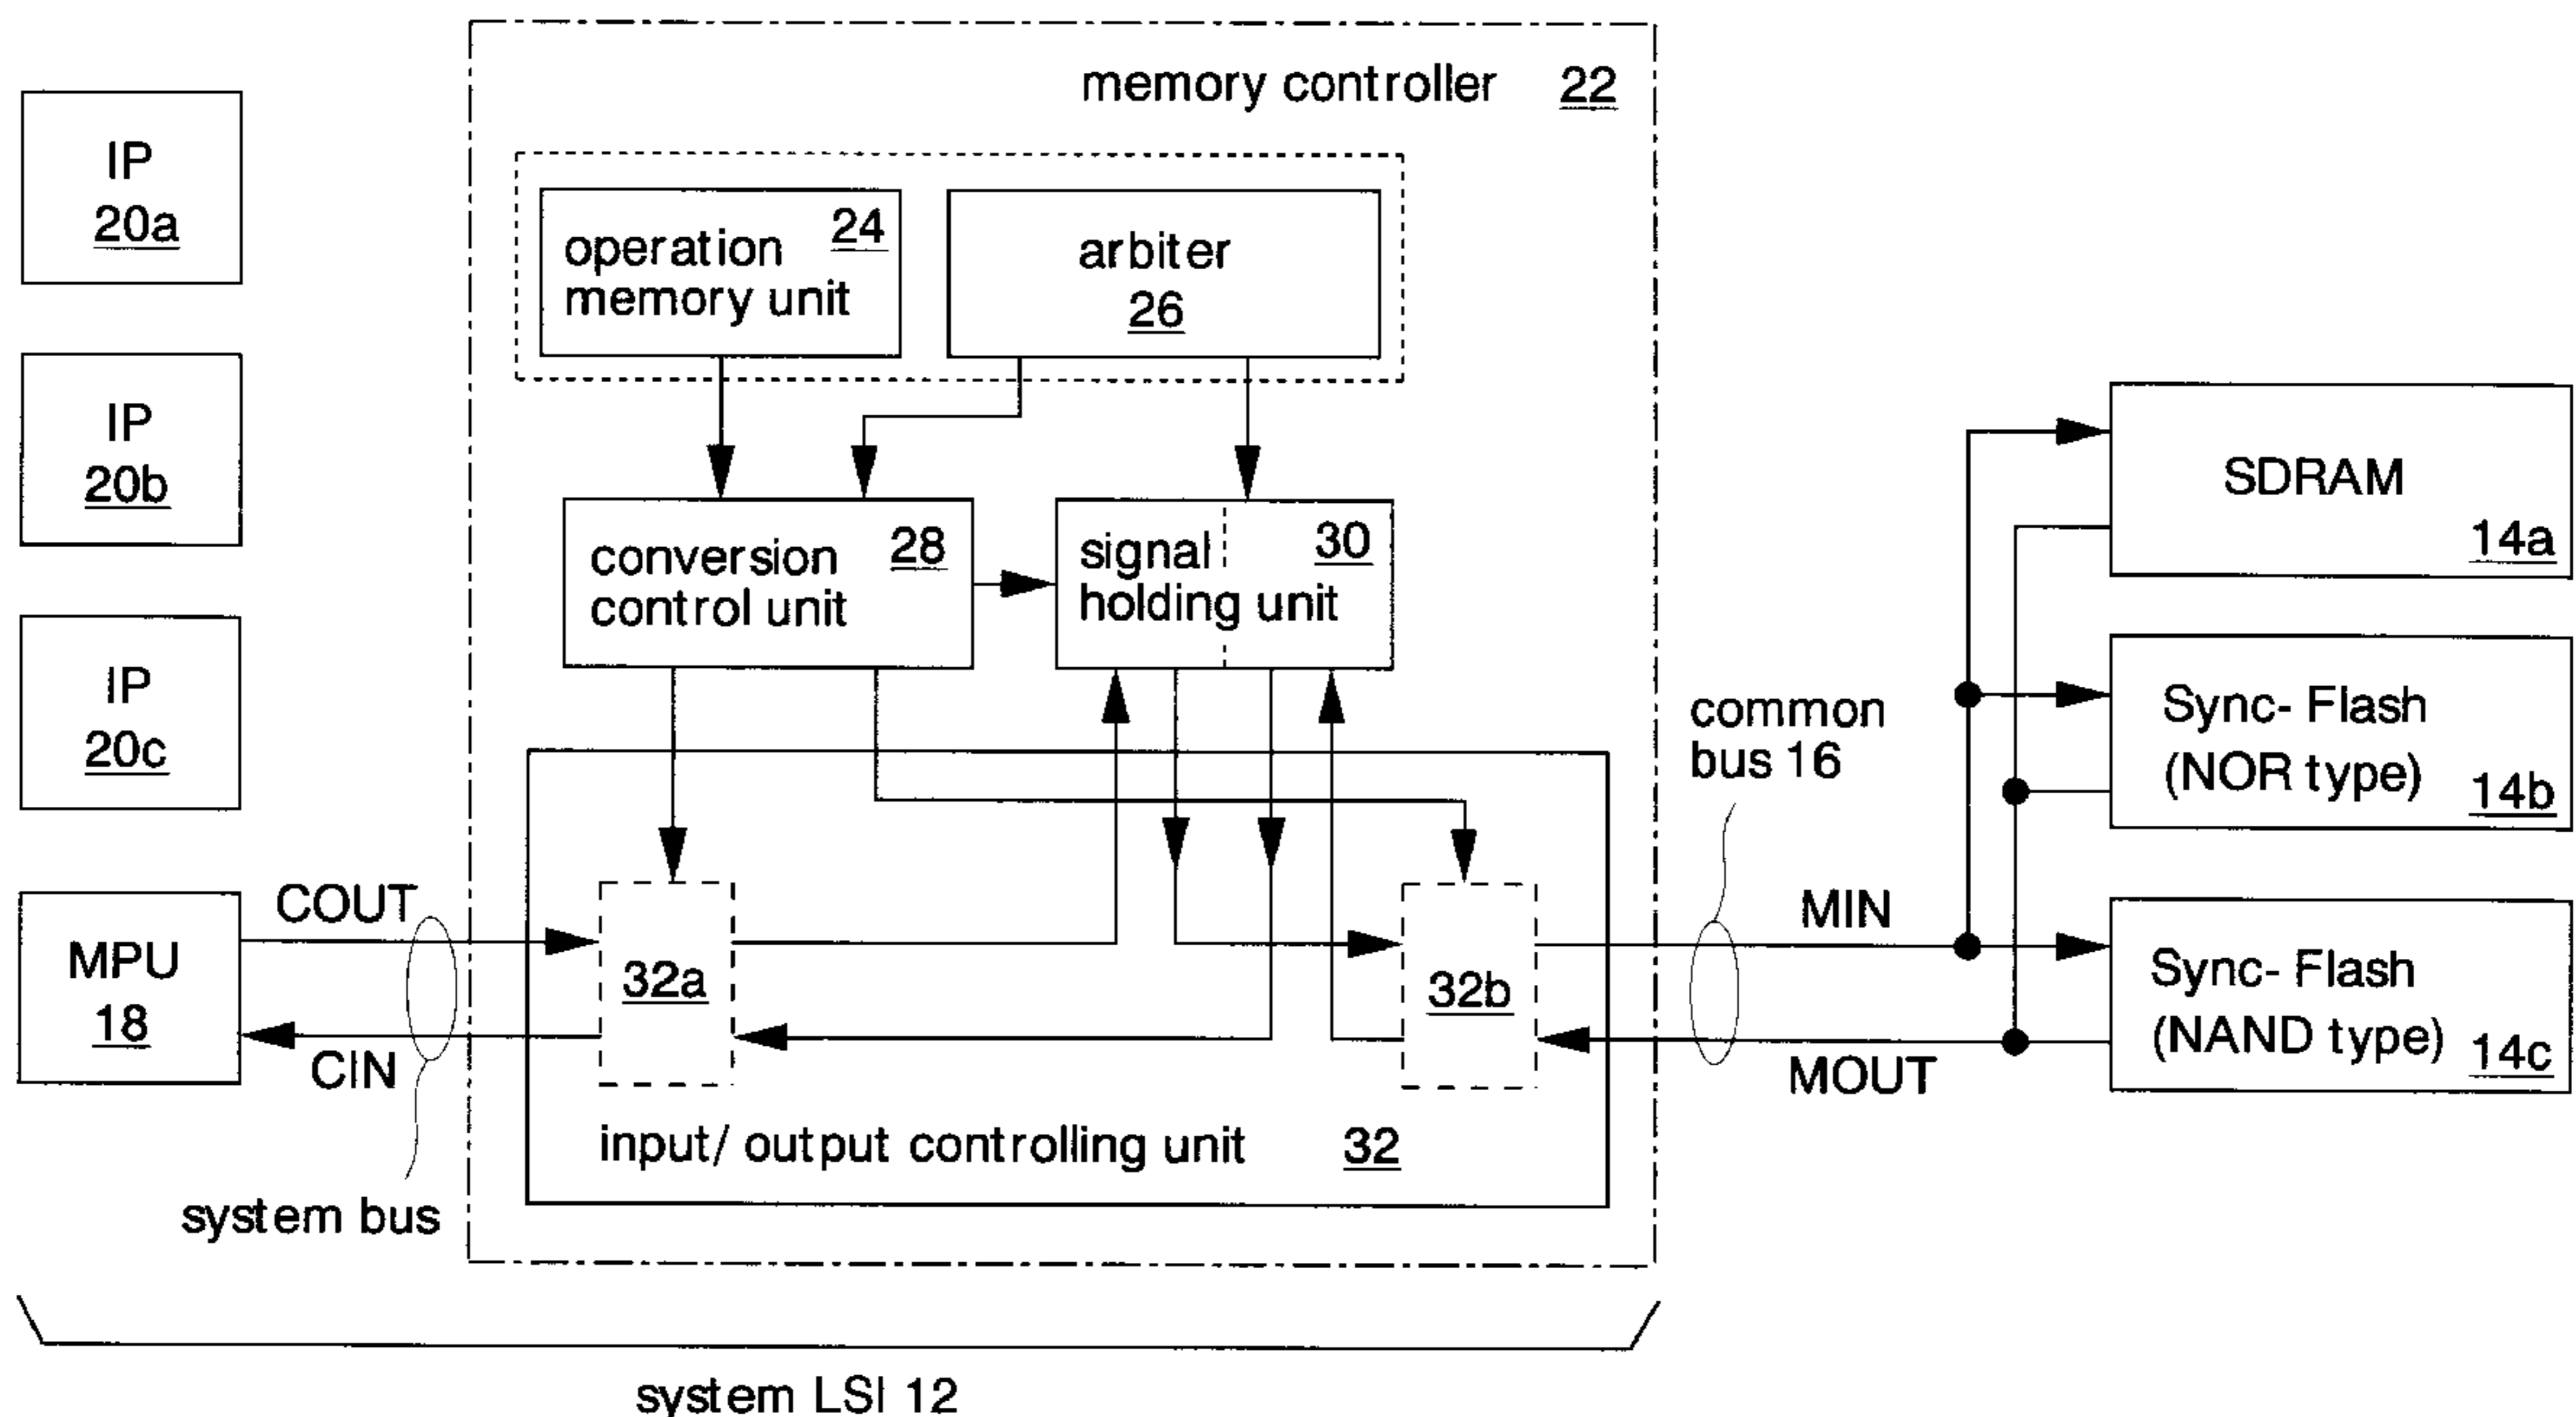 memory controller 22
IP
20a
operation
memory unit
24
arbiter
26
IP
20b
SDRAM
14a
conversion
control unit
28
signal
holding unit
30
IP
20c
common
bus 16
Sync- Flash
(NOR type)
14b
MPU
18
COUT
CIN
32a
32b
MIN
MOUT
Sync- Flash
(NAND type)
14c
input/ output controlling unit 32
system bus
system LSI 12